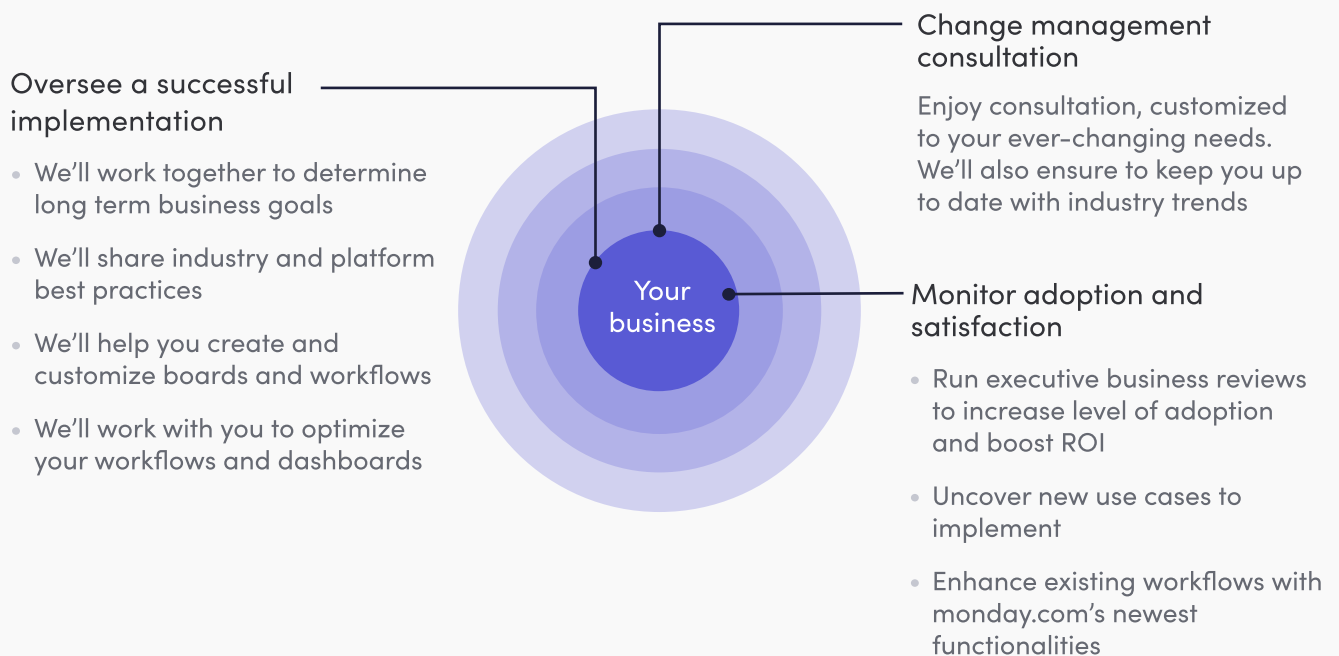 Oversee a successful
implementation
We’ll work together to determine
long term business goals
We’ll share industry and platform
best practices
We’ll help you create and
customize boards and workflows
We’ll work with you to optimize
your workflows and dashboards
Your
business
Change management
consultation
Enjoy consultation, customized
to your ever-changing needs.
We’ll also ensure to keep you up
to date with industry trends
Monitor adoption and
satisfaction
Run executive business reviews
to increase level of adoption
and boost ROI
Uncover new use cases to
implement
Enhance existing workflows with
monday.com’s newest
functionalities